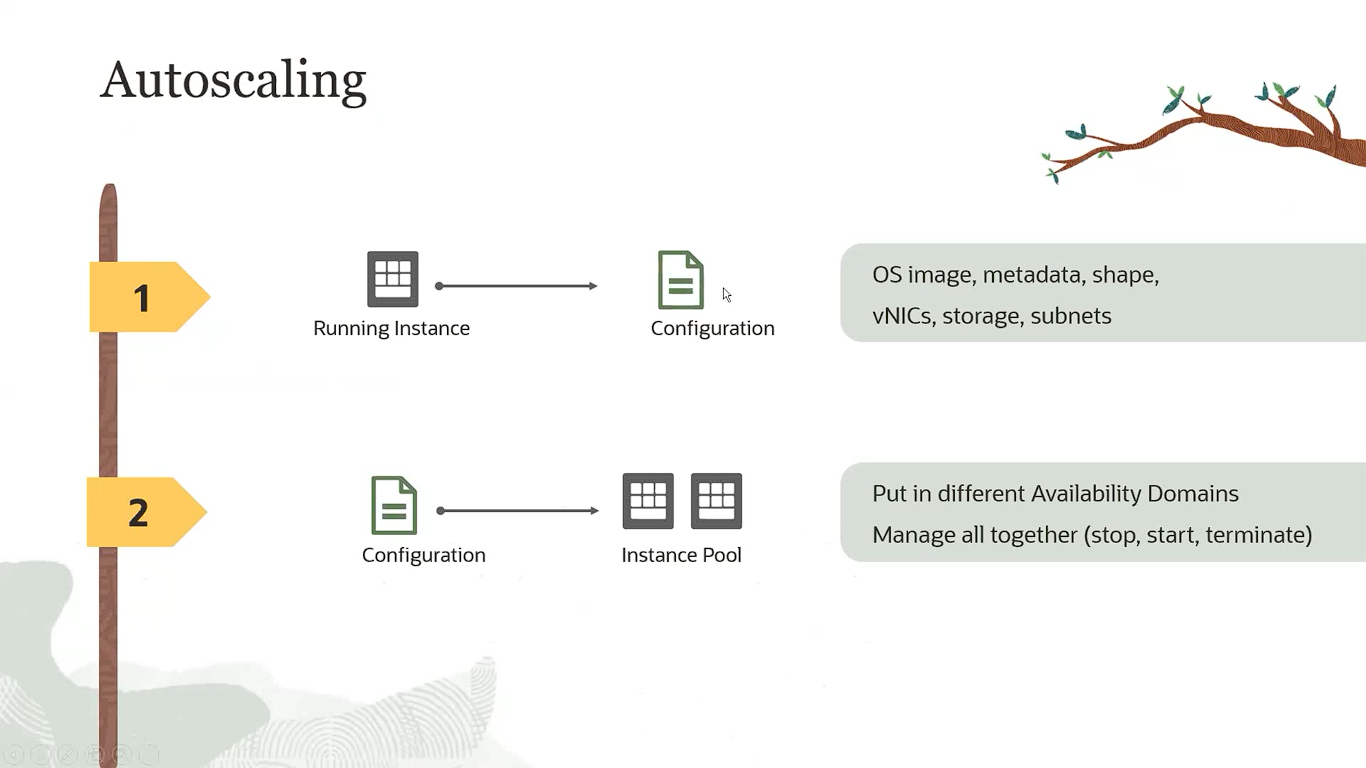 Autoscaling
1
Running Instance
Configuration
OS image, metadata, shape,
vNICs, storage, subnets
2
Configuration
Instance Pool
Put in different Availability Domains
Manage all together (stop, start, terminate)